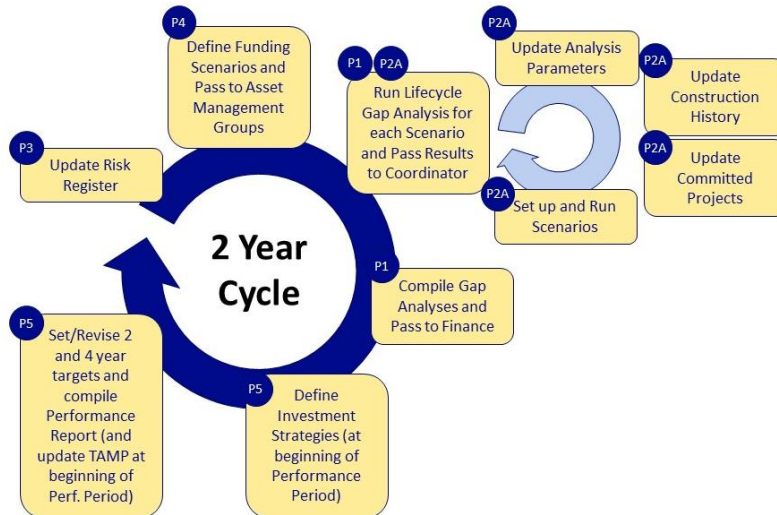 P4
Define Funding
Scenarios and
Pass to Asset
Management
Groups
P1 P2A
Run Lifecycle
Gap Analysis for
each Scenario
and Pass Results
to Coordinator
P2A
Update Analysis
Parameters
P2A
Update
Construction
History
P2A
Update
Committed
Projects
P2A
Set up and Run
Scenarios
P3
Update Risk
Register
2 Year
Cycle
P1
Compile Gap
Analyses and
Pass to Finance
P5
Define
Investment
Strategies (at
beginning of
Performance
Period)
P5
Set/Revise 2
and 4 year
targets and
compile
Performance
Report (and
update TAMP at
beginning of
Perf. Period)